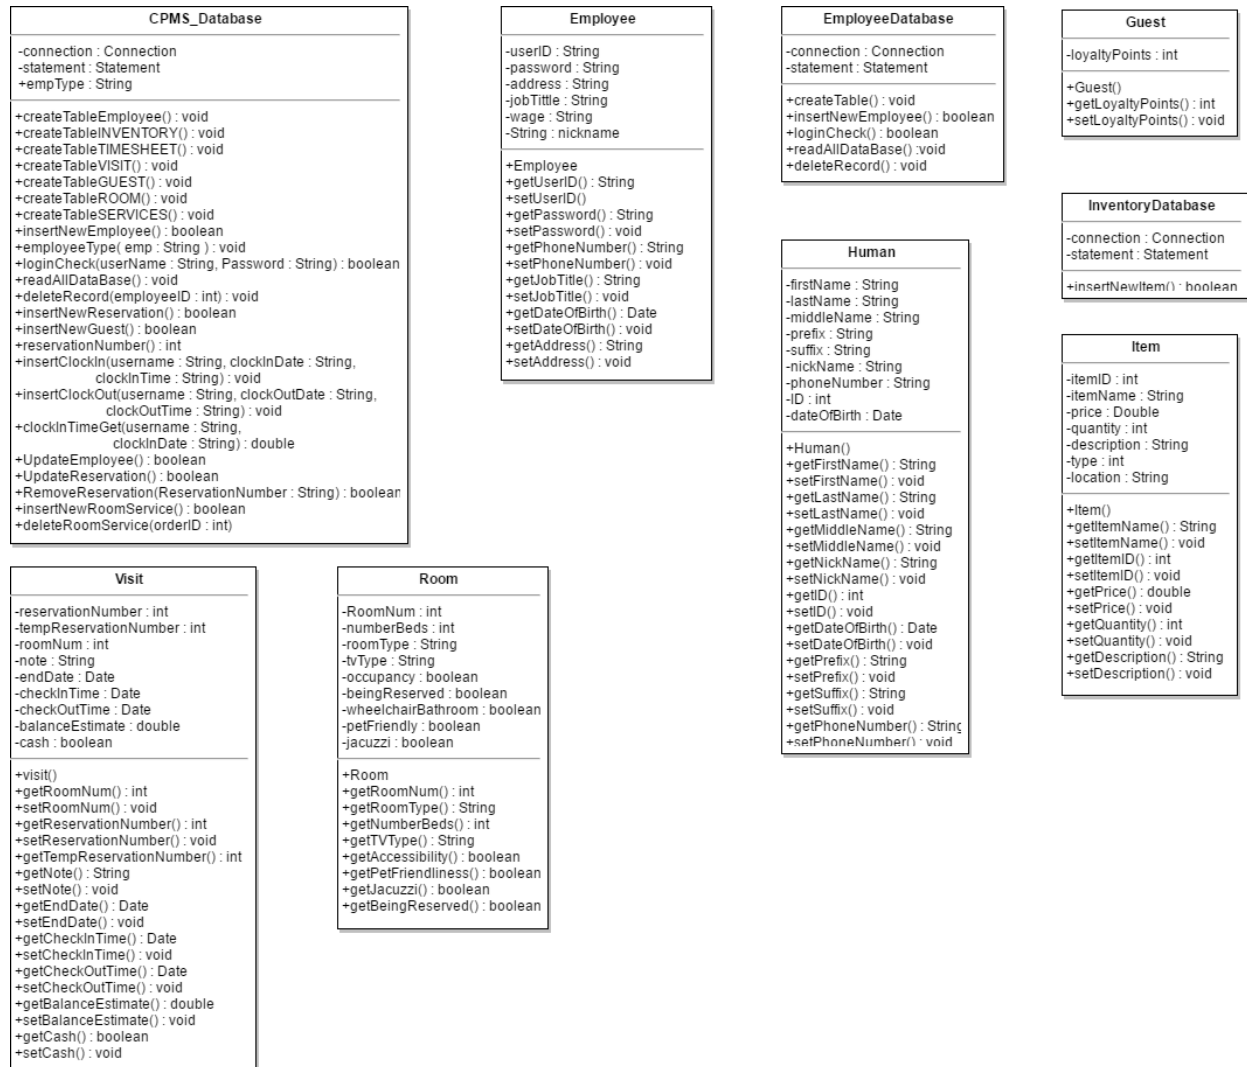 CPMS_Database
-connection : Connection
-statement : Statement
+empType : String
+createTableEmployee() : void
+createTableINVENTORY() : void
+createTableTIMESHEET() : void
+createTableVISIT() : void
+createTableGUEST() : void
+createTableROOM() : void
+createTableSERVICES() : void
+insertNewEmployee() : boolean
+employeeType( emp : String ) : void
+loginCheck(userName : String, Password : String) : boolean
+readAllDataBase() : void
+deleteRecord(employeeID : int) : void
+insertNewReservation() : boolean
+insertNewGuest() : boolean
+reservationNumber() : int
+insertClockIn(username : String, clockInDate : String,
clockInTime : String) : void
+insertClockOut(username : String, clockOutDate : String,
clockOutTime : String) : void
+clockInTimeGet(username : String,
clockInDate : String) : double
+UpdateEmployee() : boolean
+UpdateReservation() : boolean
+RemoveReservation(ReservationNumber : String) : boolean
+insertNewRoomService() : boolean
+deleteRoomService(orderID : int)
Employee
-userID : String
-password : String
-address : String
-jobTittle : String
-wage : String
-String : nickname
+Employee
+getUserID() : String
+setUserID()
+getPassword() : String
+setPassword() : void
+getPhoneNumber() : String
+setPhoneNumber() : void
+getJobTitle() : String
+setJobTitle() : void
+getDateOfBirth() : Date
+setDateOfBirth() : void
+getAddress() : String
+setAddress() : void
EmployeeDatabase
-connection : Connection
-statement : Statement
+createTable() : void
+insertNewEmployee() : boolean
+loginCheck() : boolean
+readAllDataBase() :void
+deleteRecord() : void
Guest
-loyaltyPoints : int
+Guest()
+getLoyaltyPoints() : int
+setLoyaltyPoints() : void
InventoryDatabase
-connection : Connection
-statement : Statement
+insertNewItem() : boolean
Human
-firstName : String
-lastName : String
-middleName : String
-prefix : String
-suffix : String
-nickName : String
-phoneNumber : String
-ID : int
-dateOfBirth : Date
+Human()
+getFirstName() : String
+setFirstName() : void
+getLastName() : String
+setLastName() : void
+getMiddleName() : String
+setMiddleName() : void
+getNickName() : String
+setNickName() : void
+getID() : int
+setID() : void
+getDateOfBirth() : Date
+setDateOfBirth() : void
+getPrefix() : String
+setPrefix() : void
+getSuffix() : String
+setSuffix() : void
+getPhoneNumber() : String
+setPhoneNumber() : void
Item
-itemID : int
-itemName : String
-price : Double
-quantity : int
-description : String
-type : int
-location : String
+Item()
+getItemName() : String
+setItemName() : void
+getItemID() : int
+setItemID() : void
+getPrice() : double
+setPrice() : void
+getQuantity() : int
+setQuantity() : void
+getDescription() : String
+setDescription() : void
Visit
-reservationNumber : int
-tempReservationNumber : int
-roomNum : int
-note : String
-endDate : Date
-checkInTime : Date
-checkOutTime : Date
-balanceEstimate : double
-cash : boolean
+visit()
+getRoomNum() : int
+setRoomNum() : void
+getReservationNumber() : int
+setReservationNumber() : void
+getTempReservationNumber() : int
+getNote() : String
+setNote() : void
+getEndDate() : Date
+setEndDate() : void
+getCheckInTime() : Date
+setCheckInTime() : void
+getCheckOutTime() : Date
+setCheckOutTime() : void
+getBalanceEstimate() : double
+setBalanceEstimate() : void
+getCash() : boolean
+setCash() : void
Room
-RoomNum : int
-numberBeds : int
-roomType : String
-tvType : String
-occupancy : boolean
-beingReserved : boolean
-wheelchairBathroom : boolean
-petFriendly : boolean
-jacuzzi : boolean
+Room
+getRoomNum() : int
+getRoomType() : String
+getNumberBeds() : int
+getTVType() : String
+getAccessibility() : boolean
+getPetFriendliness() : boolean
+getJacuzzi() : boolean
+getBeingReserved() : boolean